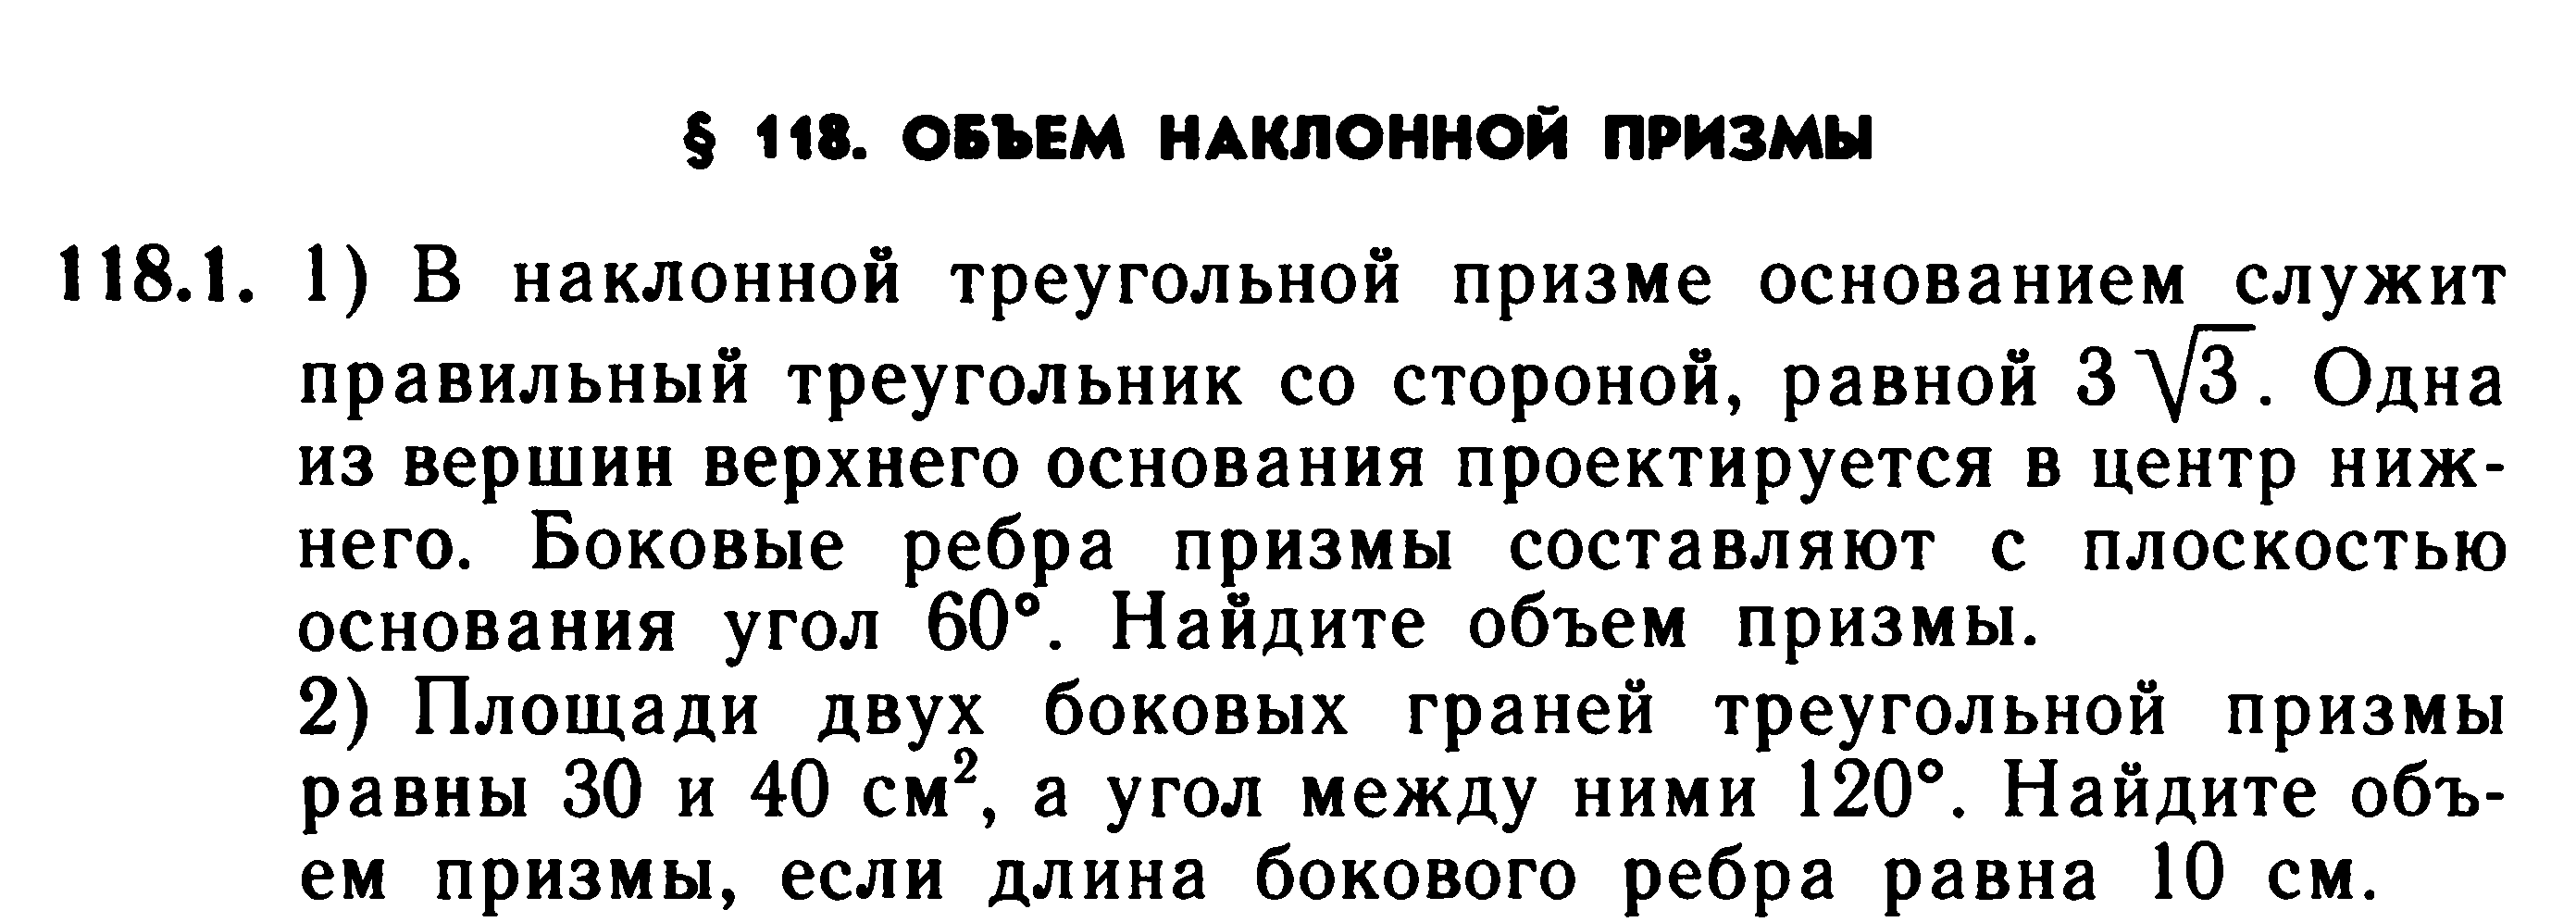 § 118. ОБЪЕМ НАКЛОННОЙ ПРИЗМЫ
118.1. 1) В наклонной треугольной призме основанием служит
правильный треугольник со стороной, равной 3√3. Одна
из вершин верхнего основания проектируется в центр ниж-
него. Боковые ребра призмы составляют с плоскостью
основания угол 60°. Найдите объем призмы.
2) Площади двух боковых граней треугольной призмы
равны 30 и 40 см², а угол между ними 120°. Найдите объ-
ем призмы, если длина бокового ребра равна 10 см.